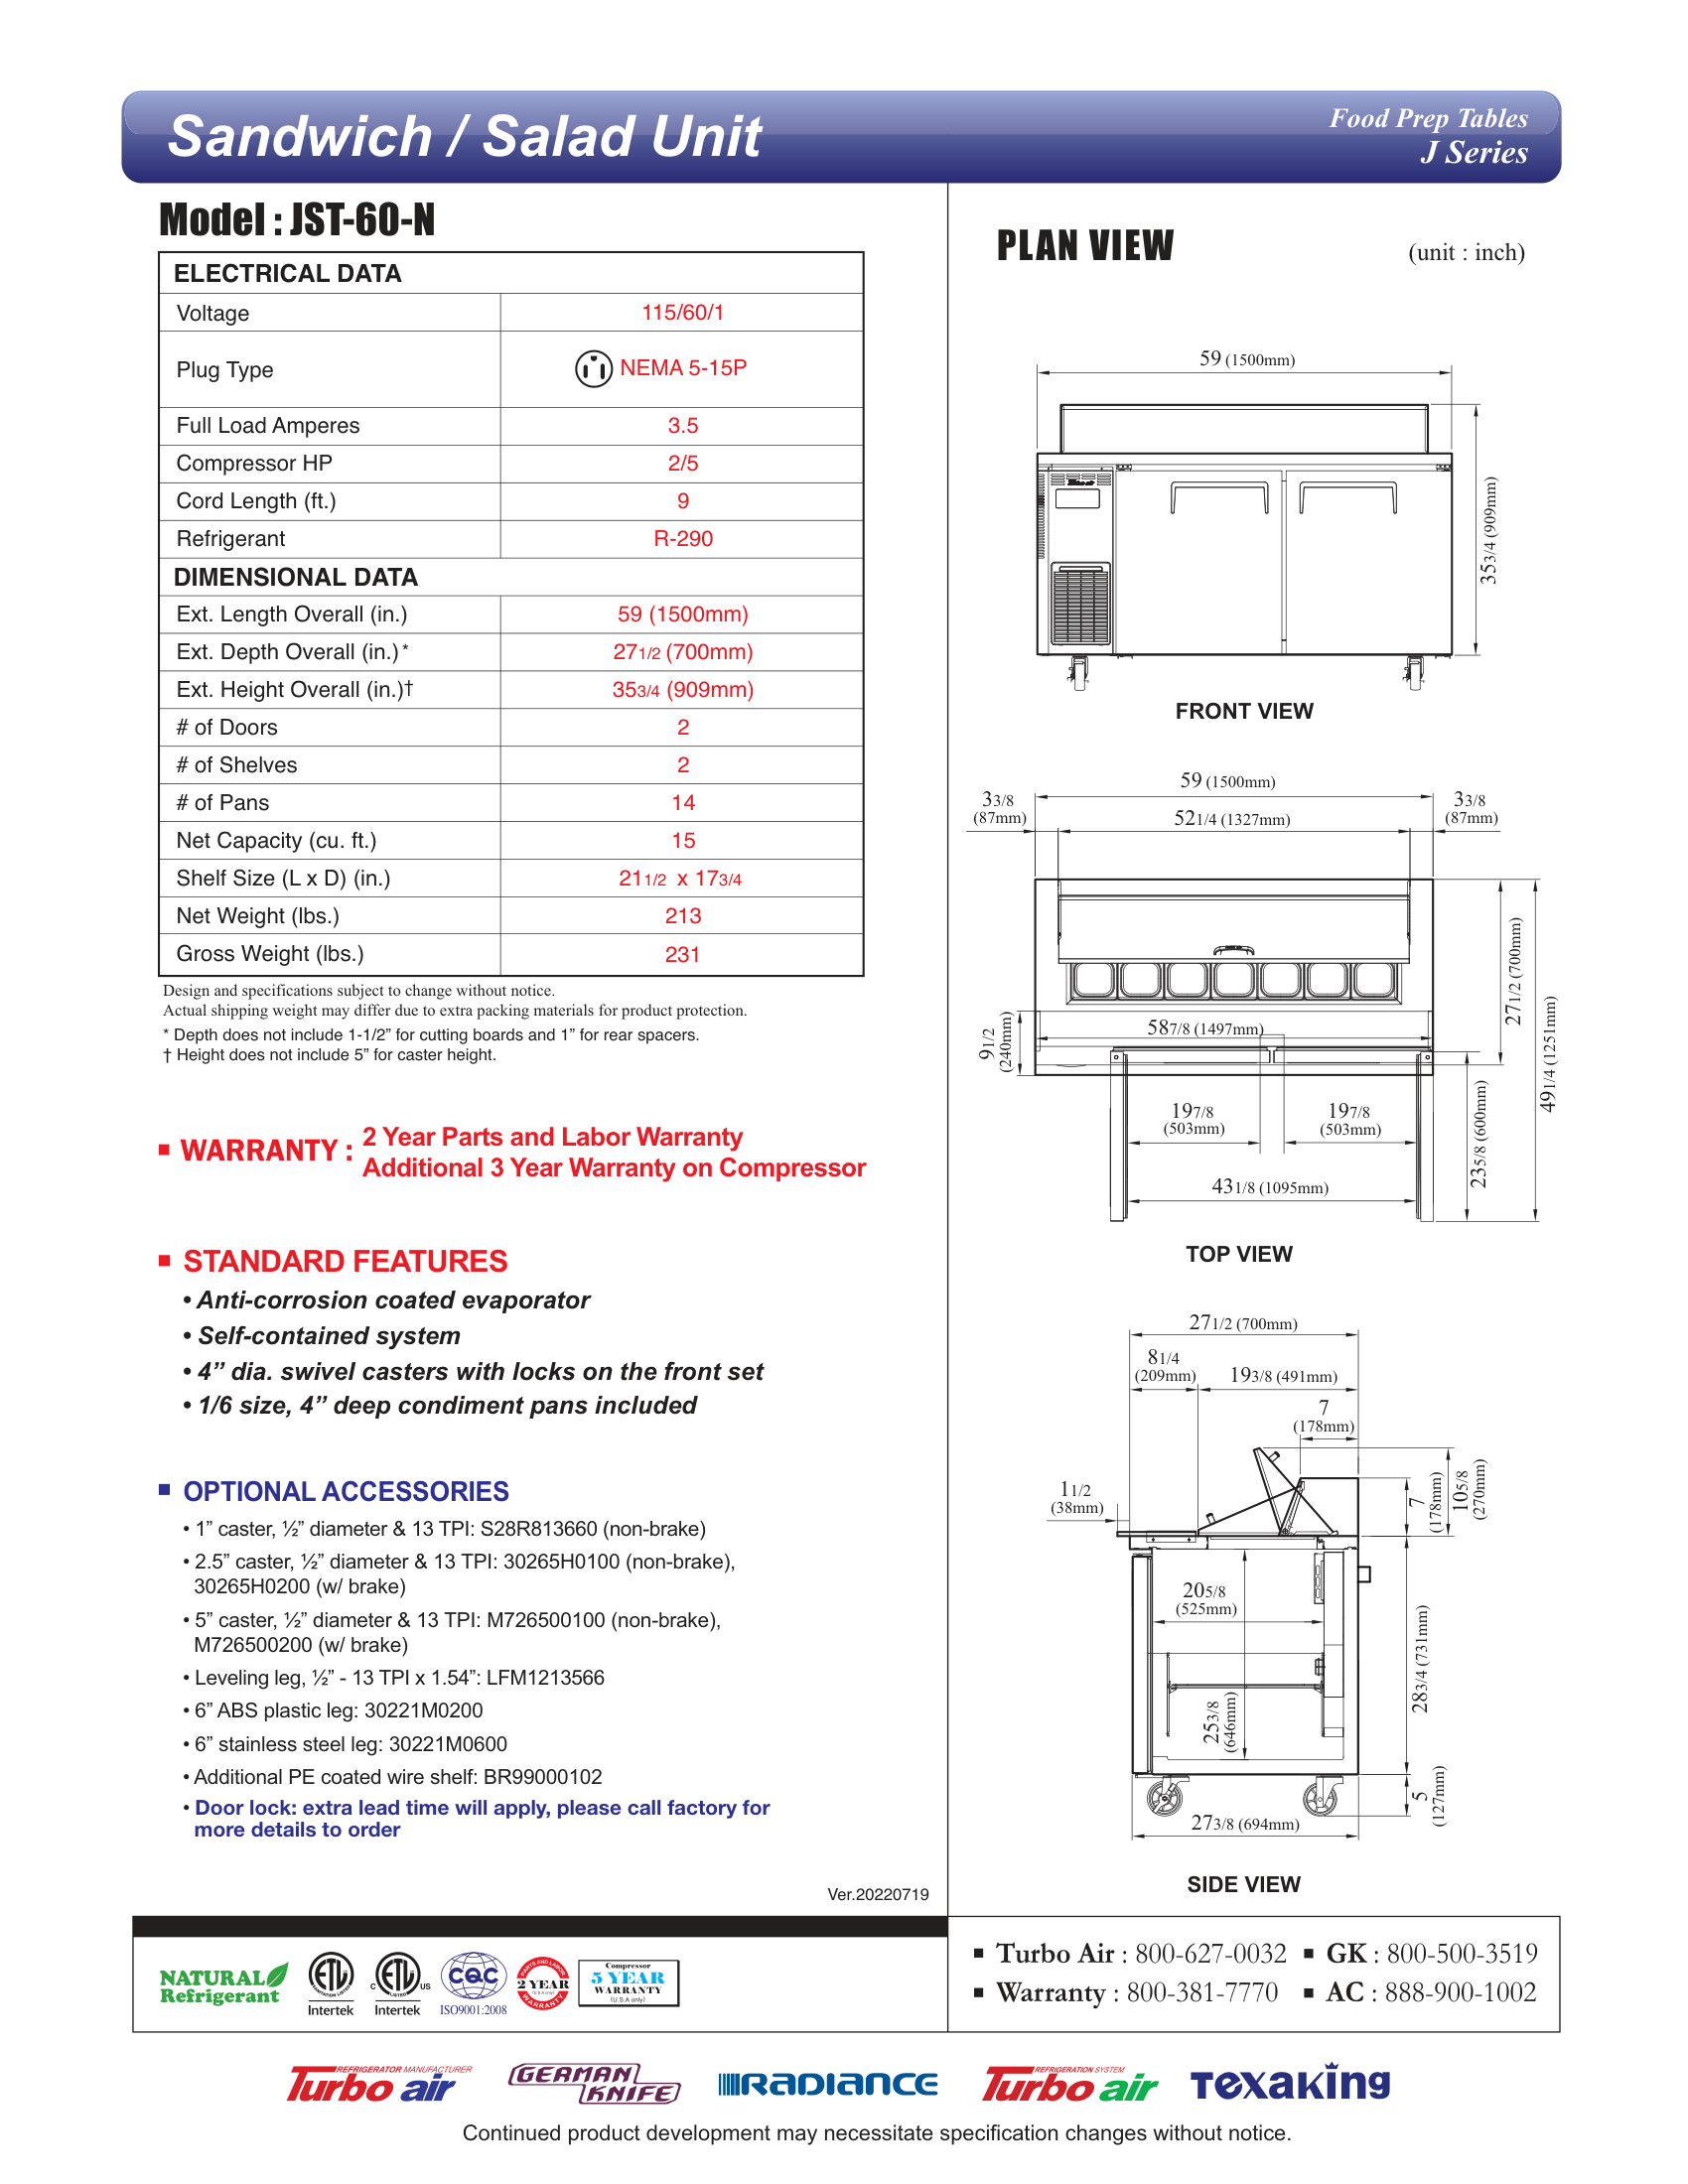 Sandwich / Salad Unit
Food Prep Tables
J Series
Model : JST-60-N
ELECTRICAL DATA
Voltage 115/60/1
Plug Type NEMA 5-15P
Full Load Amperes 3.5
Compressor HP 2/5
Cord Length (ft.) 9
Refrigerant R-290
DIMENSIONAL DATA
Ext. Length Overall (in.) 59 (1500mm)
Ext. Depth Overall (in.)* 27 1/2 (700mm)
Ext. Height Overall (in.)† 35 3/4 (909mm)
# of Doors 2
# of Shelves 2
# of Pans 14
Net Capacity (cu. ft.) 15
Shelf Size (L x D) (in.) 21 1/2 x 17 3/4
Net Weight (lbs.) 213
Gross Weight (lbs.) 231
Design and specifications subject to change without notice.
Actual shipping weight may differ due to extra packing materials for product protection.
* Depth does not include 1-1/2” for cutting boards and 1” for rear spacers.
† Height does not include 5” for caster height.
WARRANTY : 2 Year Parts and Labor Warranty
Additional 3 Year Warranty on Compressor
STANDARD FEATURES
• Anti-corrosion coated evaporator
• Self-contained system
• 4” dia. swivel casters with locks on the front set
• 1/6 size, 4” deep condiment pans included
OPTIONAL ACCESSORIES
• 1” caster, ½” diameter & 13 TPI: S28R813660 (non-brake)
• 2.5” caster, ½” diameter & 13 TPI: 30265H0100 (non-brake),
30265H0200 (w/ brake)
• 5” caster, ½” diameter & 13 TPI: M726500100 (non-brake),
M726500200 (w/ brake)
• Leveling leg, ½” - 13 TPI x 1.54”: LFM1213566
• 6” ABS plastic leg: 30221M0200
• 6” stainless steel leg: 30221M0600
• Additional PE coated wire shelf: BR99000102
• Door lock: extra lead time will apply, please call factory for
more details to order
Ver.20220719
PLAN VIEW
(unit : inch)
59 (1500mm)
35 3/4 (909mm)
FRONT VIEW
59 (1500mm)
3 3/8
(87mm)
52 1/4 (1327mm)
3 3/8
(87mm)
27 1/2 (700mm)
49 1/4 (1251mm)
9 1/2
(240mm)
58 7/8 (1497mm)
19 7/8
(503mm)
19 7/8
(503mm)
23 5/8 (600mm)
43 1/8 (1095mm)
TOP VIEW
27 1/2 (700mm)
8 1/4
(209mm)
19 3/8 (491mm)
7
(178mm)
1 1/2
(38mm)
7
(178mm)
10 5/8
(270mm)
20 5/8
(525mm)
25 3/8
(646mm)
28 3/4 (731mm)
5
(127mm)
27 3/8 (694mm)
SIDE VIEW
NATURAL
Refrigerant
ETL
Intertek
C ETL US
LISTED
Intertek
CQC
ISO9001:2008
PARTS AND LABOR
2 YEAR
WARRANTY
Compressor
5 YEAR
WARRANTY
(U.S.A only)
Turbo Air : 800-627-0032
GK : 800-500-3519
Warranty : 800-381-7770
AC : 888-900-1002
REFRIGERATOR MANUFACTURER
Turbo air
GERMAN
KNIFE
RADIANCE
REFRIGERATION SYSTEM
Turbo air
TEXAKING
Continued product development may necessitate specification changes without notice.